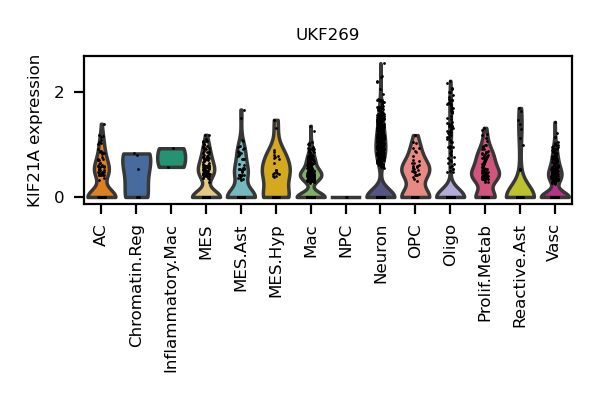 UKF269
KIF21A expression
2
0
AC
Chromatin.Reg
Inflammatory.Mac
MES
MES.Ast
MES.Hyp
Mac
NPC
Neuron
OPC
Oligo
Prolif.Metab
Reactive.Ast
Vasc